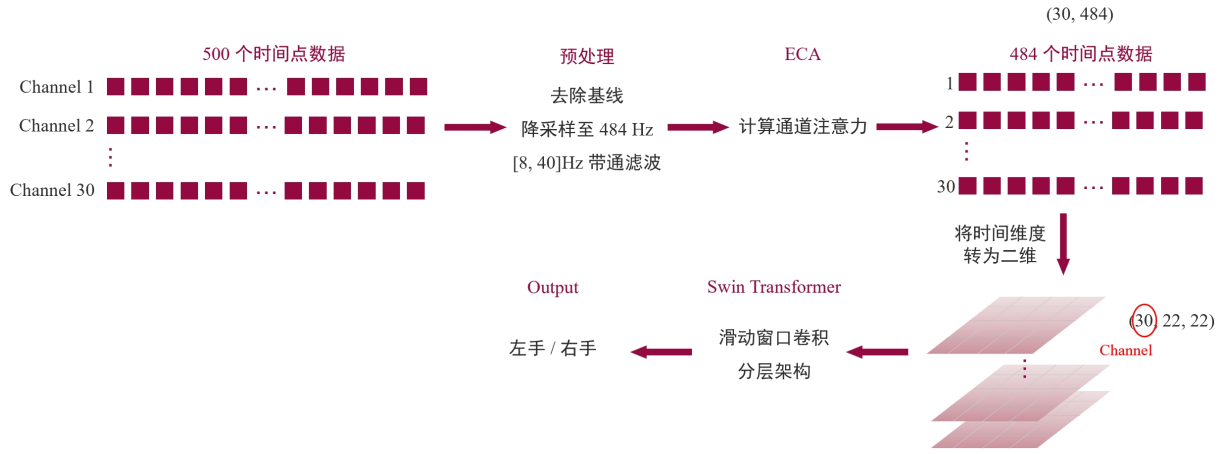 (30, 484)
500 个时间点数据
预处理
ECA
484 个时间点数据
Channel 1
...
1
...
去除基线
Channel 2
...
降采样至 484 Hz
计算通道注意力
2
...
[8, 40]Hz 带通滤波
Channel 30
...
30
...
将时间维度
转为二维
Output
Swin Transformer
(30, 22, 22)
Channel
左手 / 右手
滑动窗口卷积
分层架构